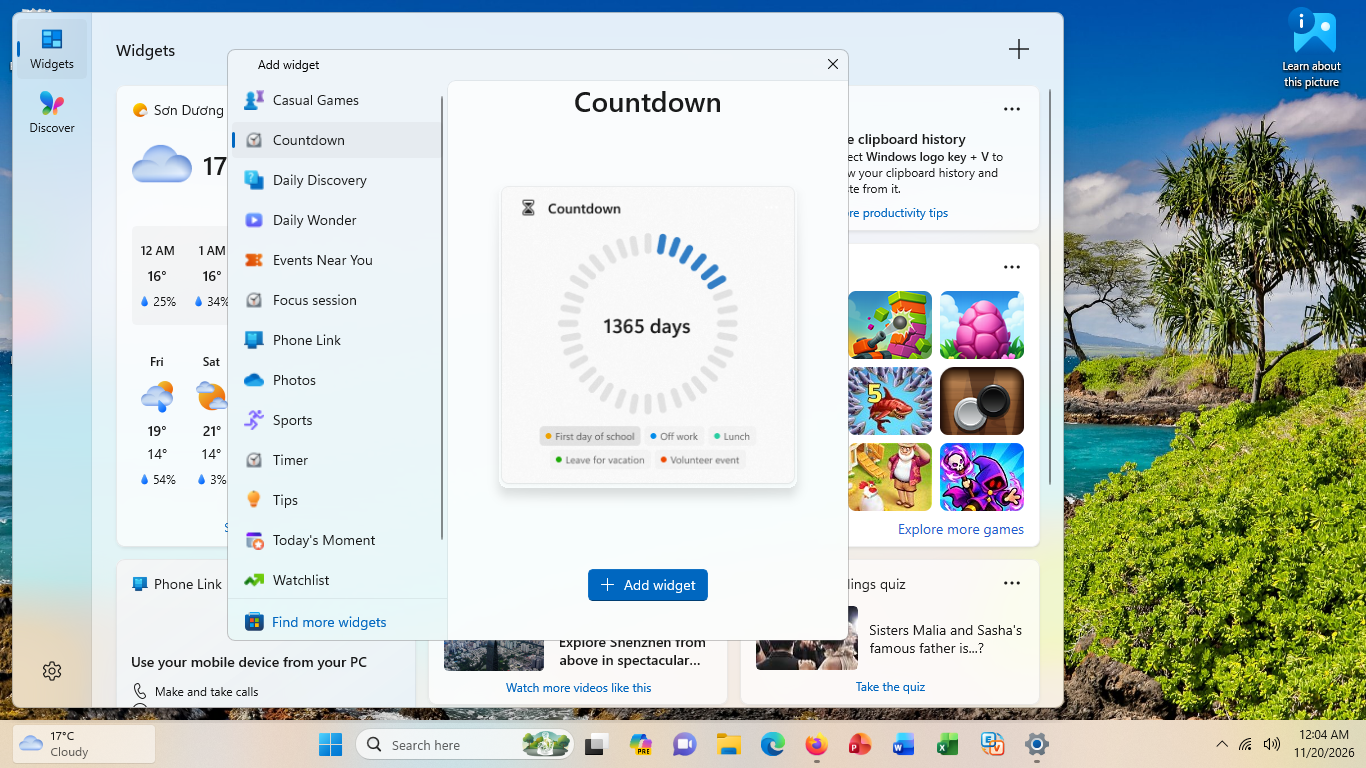 Widgets
Discover
Widgets
Add widget
Casual Games
Countdown
Daily Discovery
Daily Wonder
Events Near You
Focus session
Phone Link
Photos
Sports
Timer
Tips
Today's Moment
Watchlist
Find more widgets
Countdown
Countdown
1365 days
First day of school
Off work
Lunch
Leave for vacation
Volunteer event
Add widget
Sơn Dương
17
12 AM
1 AM
16°
16°
25%
34%
Fri
Sat
19°
21°
14°
14°
54%
3%
Phone Link
Use your mobile device from your PC
Make and take calls
clipboard history
Windows logo key + V to
clipboard history and
from it.
productivity tips
5
Explore more games
quiz
Explore Shenzhen from
above in spectacular...
Watch more videos like this
Sisters Malia and Sasha's
famous father is...?
Take the quiz
Learn about
this picture
17°C
Cloudy
Search here
PRE
12:04 AM
11/20/2026